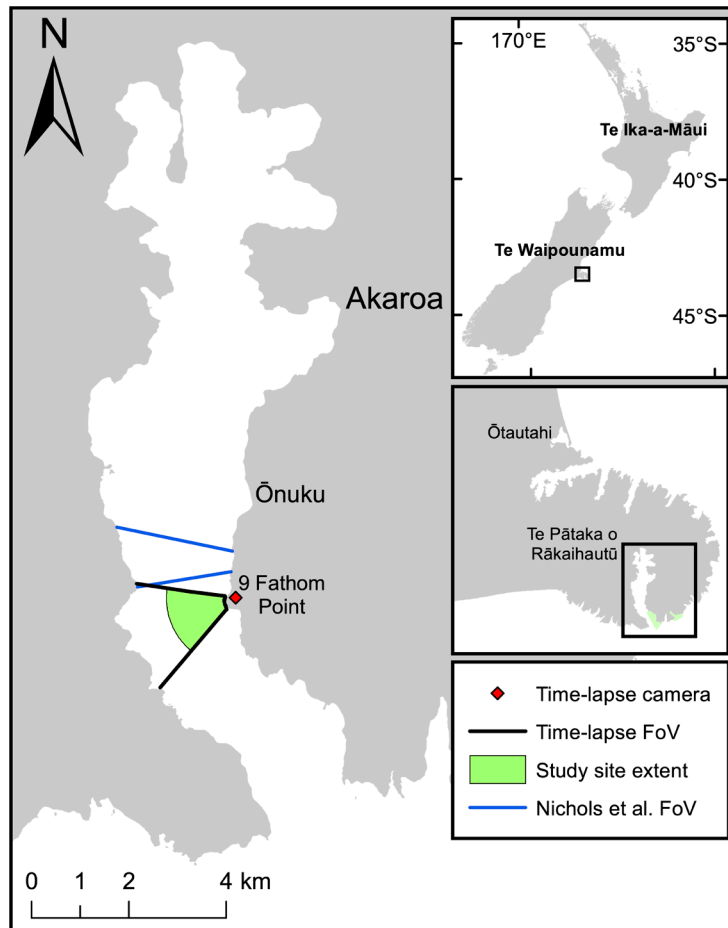 N
Akaroa
Ōnuku
9 Fathom
Point
0 1 2 4 km
170°E
35°S
Te Ika-a-Māui
40°S
Te Waipounamu
45°S
Ōtautahi
Te Pātaka o
Rākaihautū
Time-lapse camera
Time-lapse FoV
Study site extent
Nichols et al. FoV